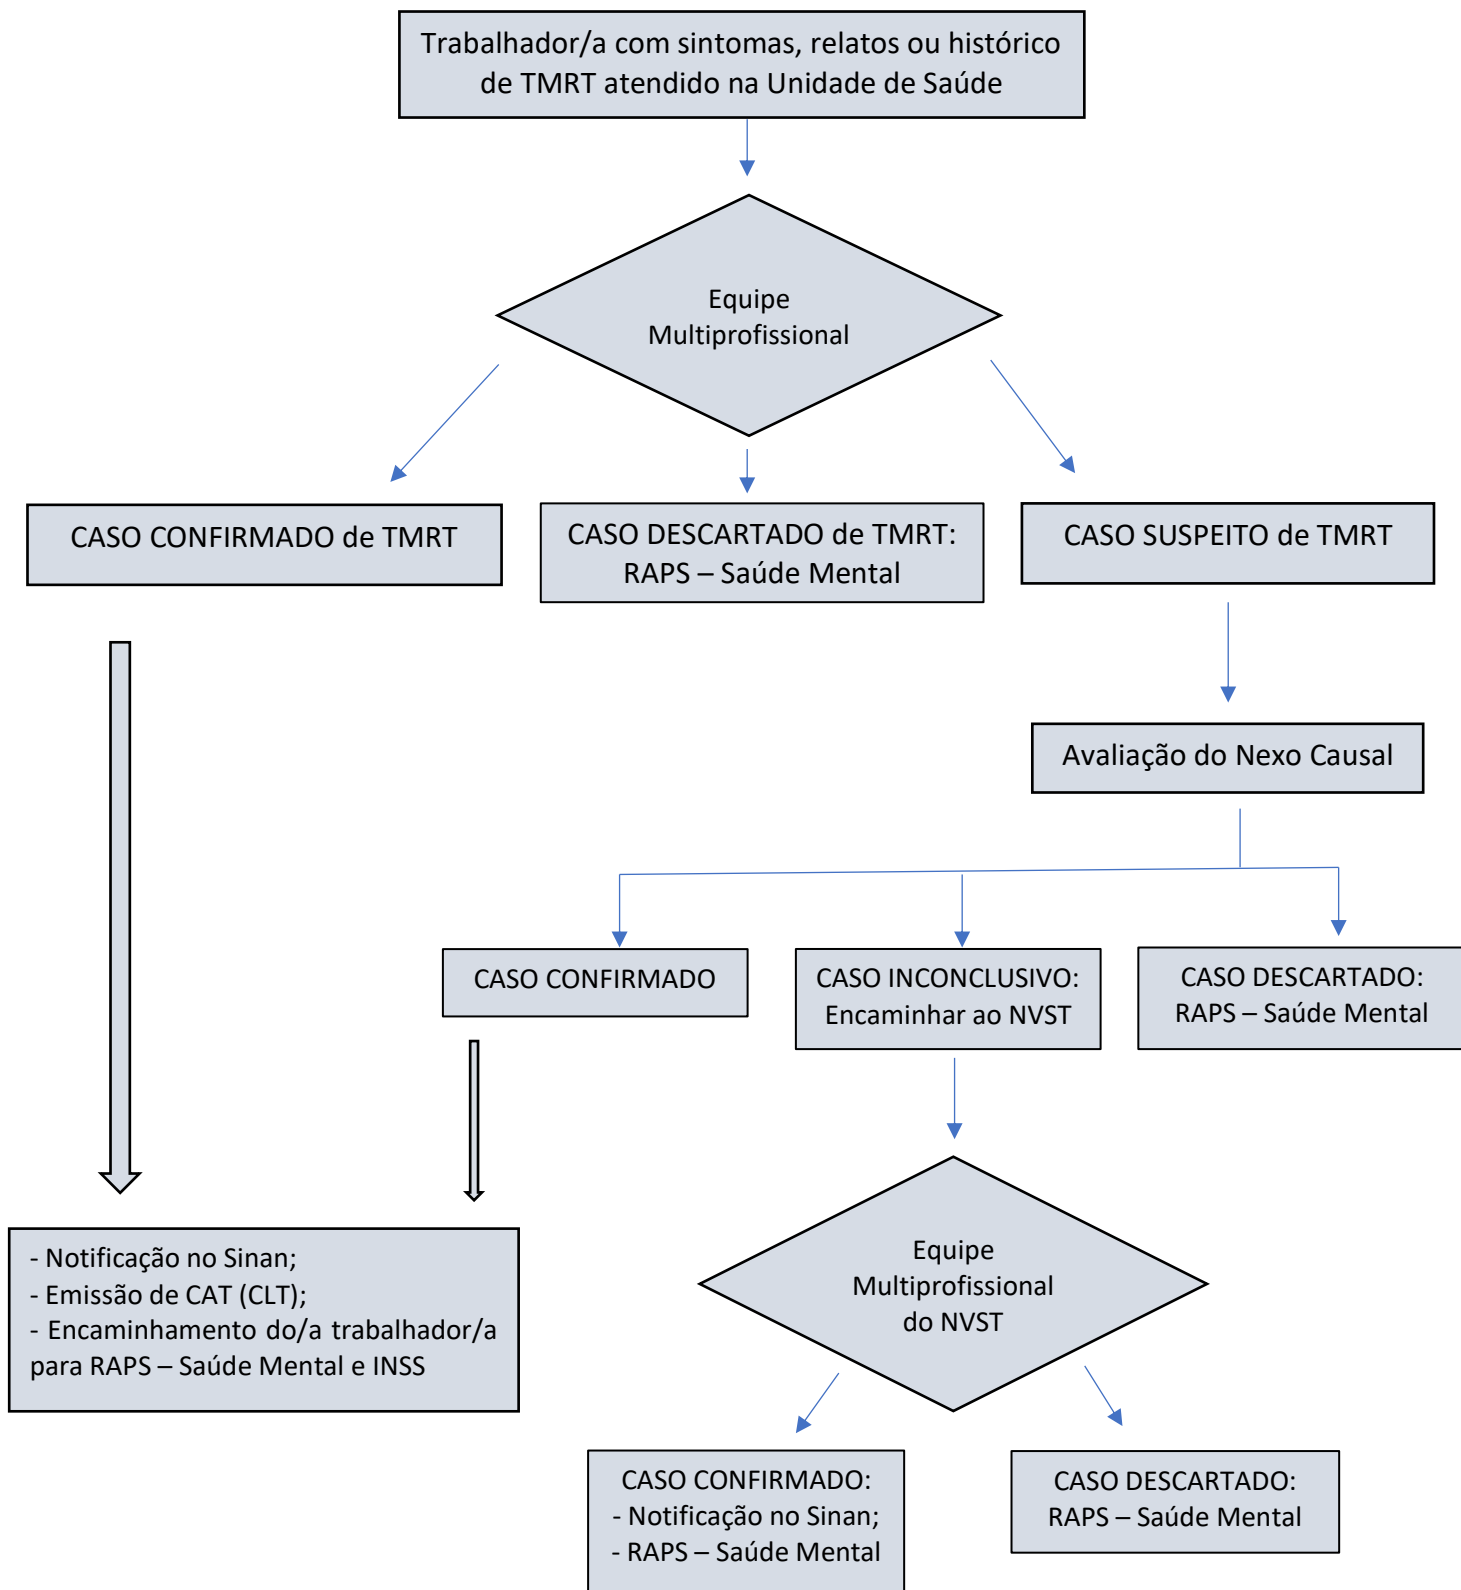 Trabalhador/a com sintomas, relatos ou histórico
de TMRT atendido na Unidade de Saúde
Equipe
Multiprofissional
CASO CONFIRMADO de TMRT
CASO DESCARTADO de TMRT:
RAPS – Saúde Mental
CASO SUSPEITO de TMRT
Avaliação do Nexo Causal
CASO CONFIRMADO
CASO INCONCLUSIVO:
Encaminhar ao NVST
CASO DESCARTADO:
RAPS – Saúde Mental
- Notificação no Sinan;
- Emissão de CAT (CLT);
- Encaminhamento do/a trabalhador/a
para RAPS – Saúde Mental e INSS
Equipe
Multiprofissional
do NVST
CASO CONFIRMADO:
- Notificação no Sinan;
- RAPS – Saúde Mental
CASO DESCARTADO:
RAPS – Saúde Mental